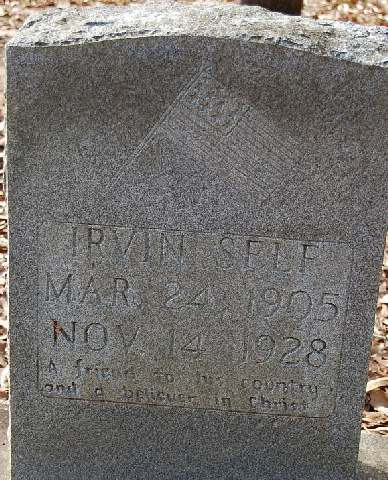 IRVIN SELF
MAR. 24, 1905
NOV. 14, 1928
A friend to his country
and a believer in Christ